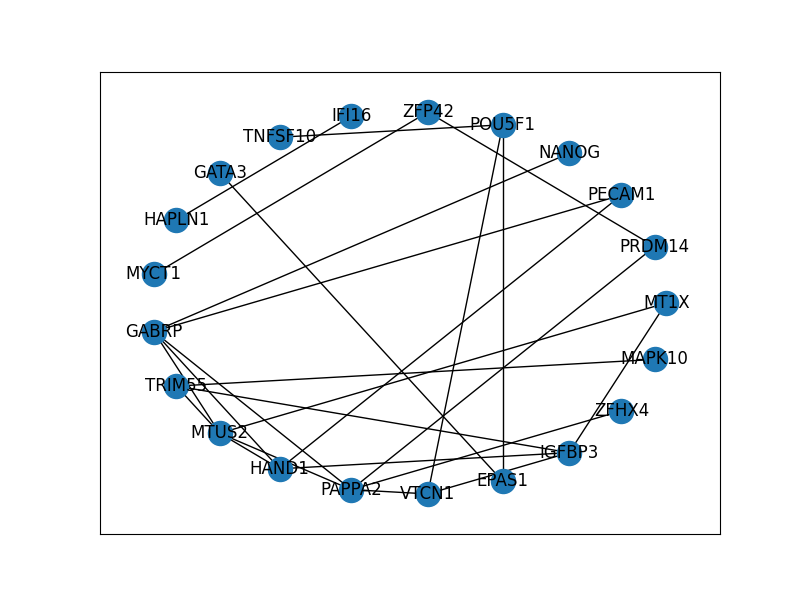 IFI16
ZFP42
TNFSF10
POU5F1
NANOG
GATA3
PECAM1
HAPLN1
PRDM14
MYCT1
MT1X
GABRP
MAPK10
TRIM55
ZFHX4
MTUS2
IGFBP3
HAND1
EPAS1
PAPPA2
VTCN1